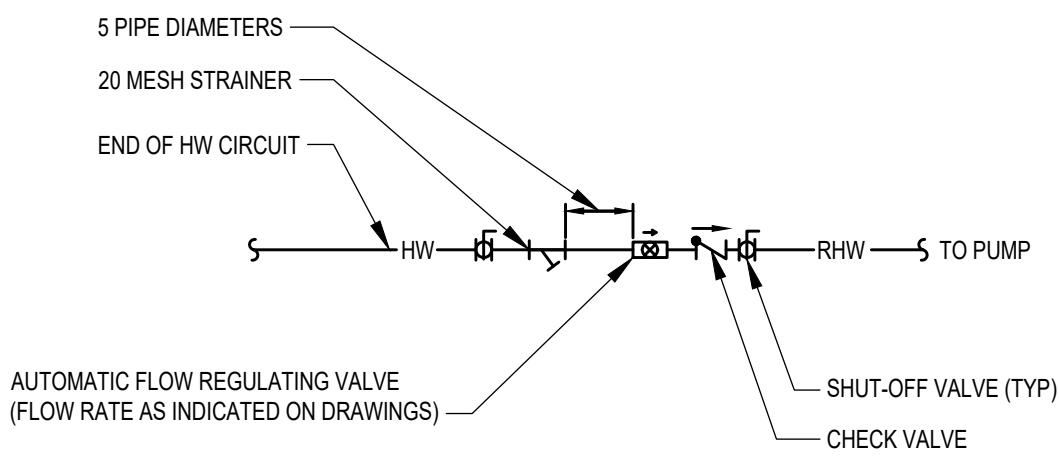 5 PIPE DIAMETERS
20 MESH STRAINER
END OF HW CIRCUIT
HW
RHW
TO PUMP
AUTOMATIC FLOW REGULATING VALVE
(FLOW RATE AS INDICATED ON DRAWINGS)
SHUT-OFF VALVE (TYP)
CHECK VALVE